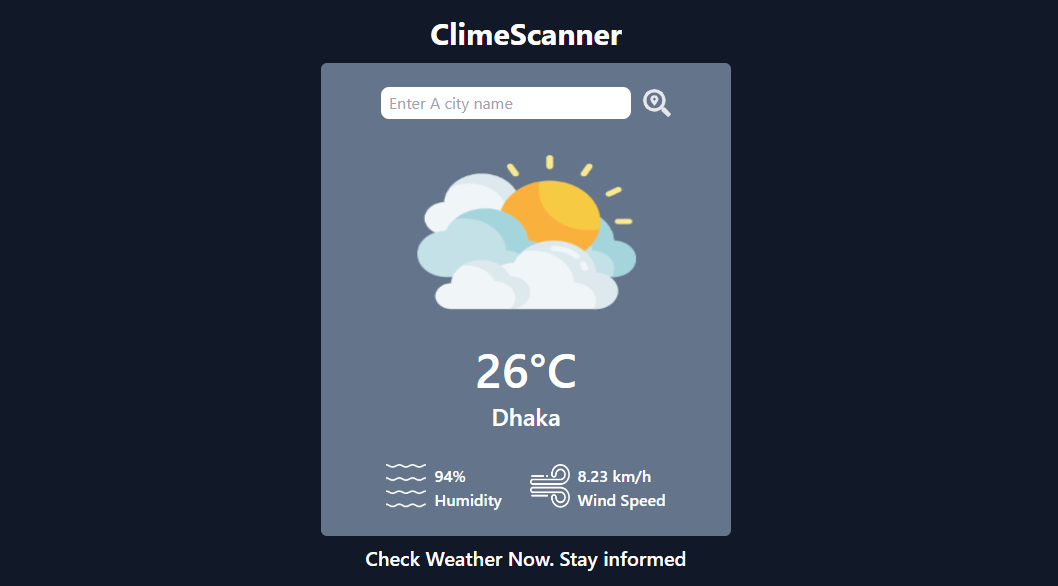 ClimeScanner
Enter A city name
26°C
Dhaka
94%
Humidity
8.23 km/h
Wind Speed
Check Weather Now. Stay informed